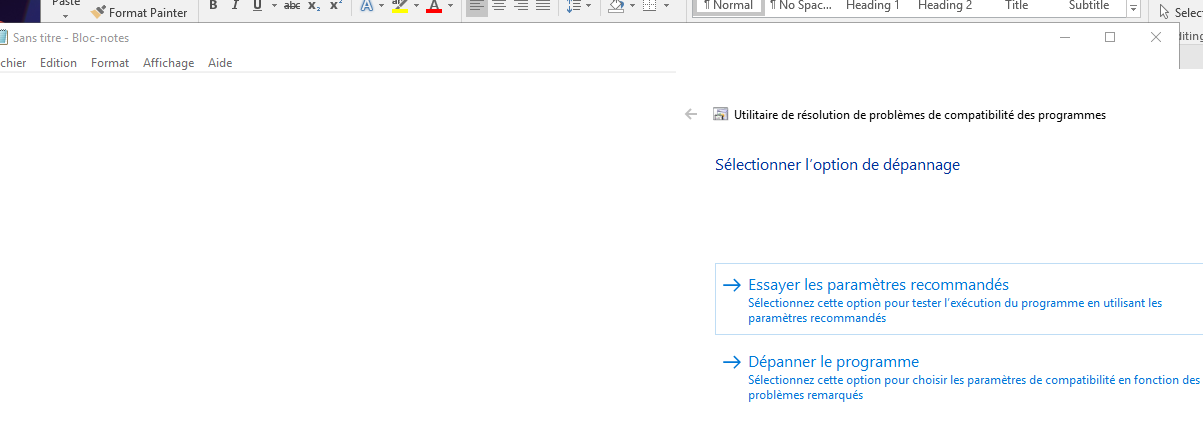 Paste
Format Painter
B I U abc x₂ x² A A
¶ Normal ¶ No Spac... Heading 1 Heading 2 Title Subtitle
Select
diting
Sans titre - Bloc-notes
chier Edition Format Affichage Aide
Utilitaire de résolution de problèmes de compatibilité des programmes
Sélectionner l'option de dépannage
Essayer les paramètres recommandés
Sélectionnez cette option pour tester l'exécution du programme en utilisant les
paramètres recommandés
Dépanner le programme
Sélectionnez cette option pour choisir les paramètres de compatibilité en fonction des
problèmes remarqués